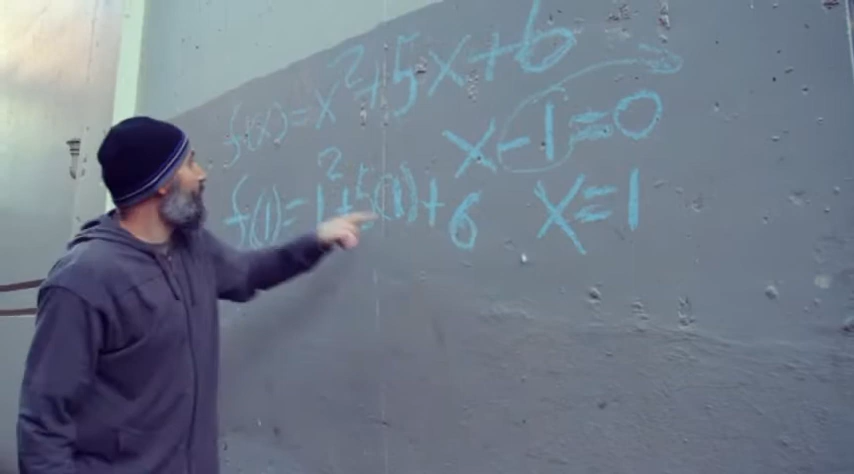 f(x)=x²+5x+6
x-1=0
f(1)=1²+5(1)+6
x=1